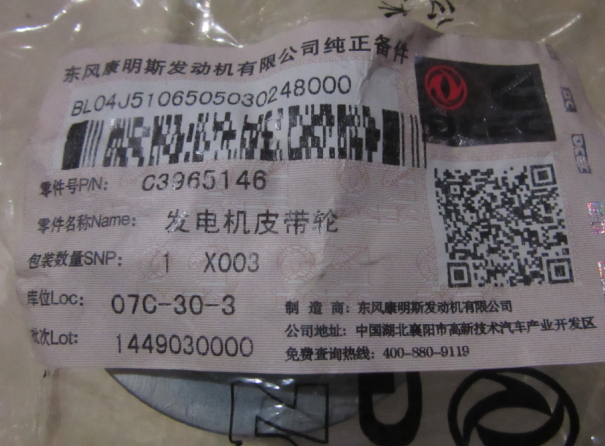 东风康明斯发动机有限公司纯正备件
BL04J5106505030248000
零件号P/N: C3965146
零件名称Name: 发电机皮带轮
包装数量SNP: 1 X003
库位Loc: 07C-30-3
批次Lot: 1449030000
制造商: 东风康明斯发动机有限公司
公司地址: 中国湖北襄阳市高新技术汽车产业开发区
免费查询热线: 400-880-9119